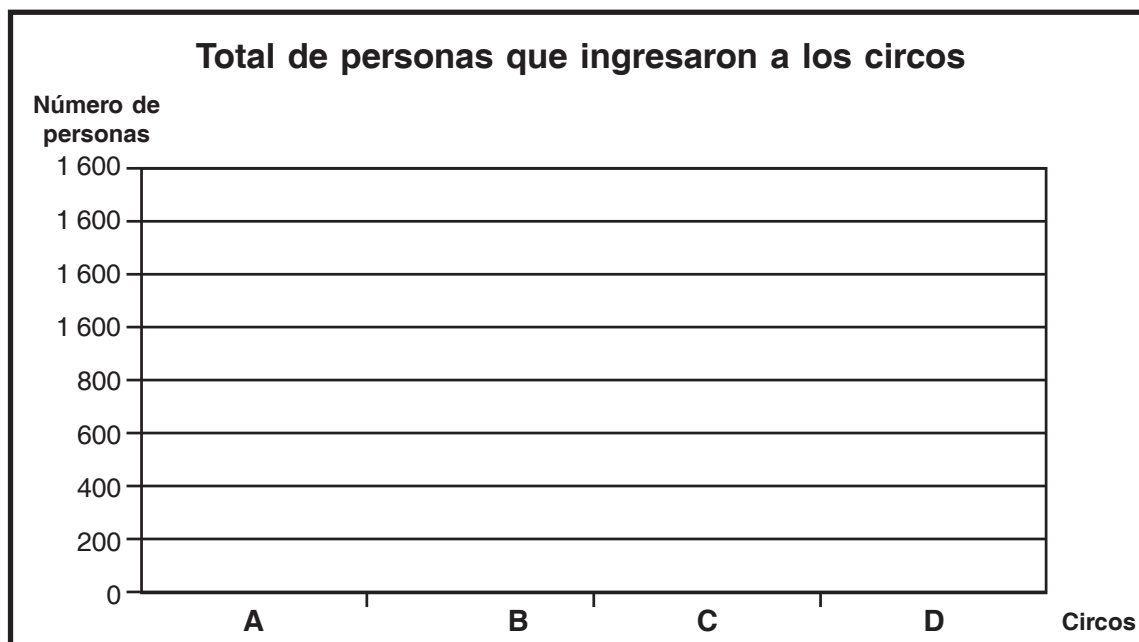 Total de personas que ingresaron a los circos
Número de
personas
1 600
1 600
1 600
1 600
800
600
400
200
0
A B C D Circos